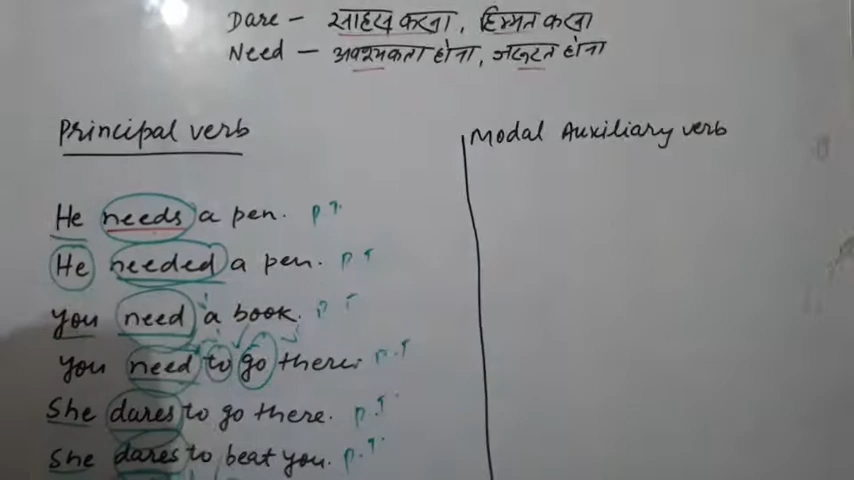 Dare - साहस करना, हिम्मत करना
Need - अवश्यकता होना, जरूरत होना
Principal verb
Modal Auxiliary verb
He needs a pen. P.T.
He needed a pen. P T
you need a book. P T
you need to go there. P.T
She dares to go there. P.T.
She dares to beat you. P.T.